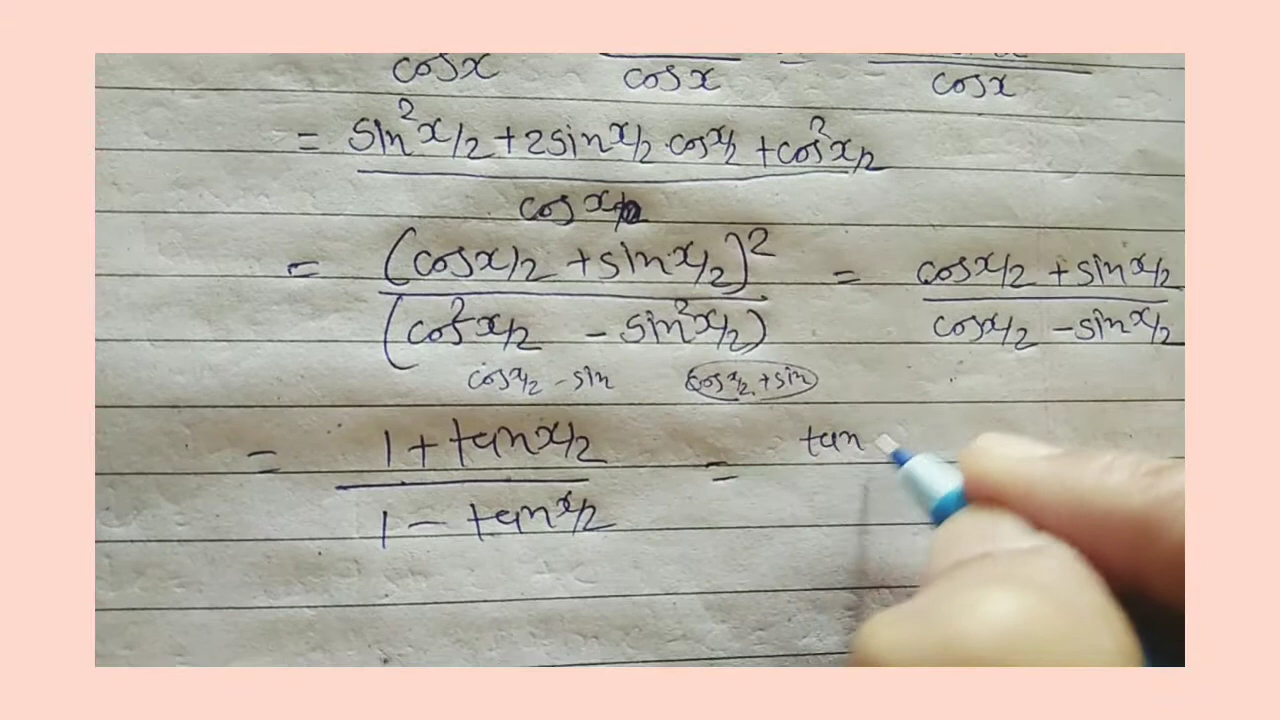 cosx cosx = cosx
= sin²x/2 + 2sinx/2 · cosx/2 + cos²x/2
cos x
= (cosx/2 + sinx/2)² = cosx/2 + sinx/2
(cos²x/2 - sin²x/2) cosx/2 - sinx/2
cosx/2 - sin cosx/2 + sin
= 1 + tanx/2 = tan
1 - tanx/2